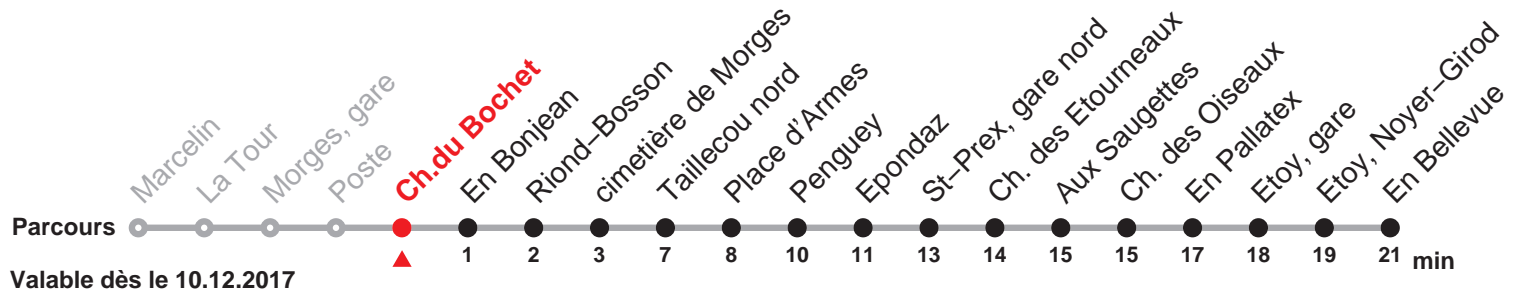 Marcelin
La Tour
Morges, gare
Poste
Ch.du Bochet
En Bonjean
Riond–Bosson
cimetière de Morges
Taillecou nord
Place d’Armes
Penguey
Epondaz
St–Prex, gare nord
Ch. des Etourneaux
Aux Saugettes
Ch. des Oiseaux
En Pallatex
Etoy, gare
Etoy, Noyer–Girod
En Bellevue
Parcours
1 2 3 7 8 10 11 13 14 15 15 17 18 19 21 min
Valable dès le 10.12.2017